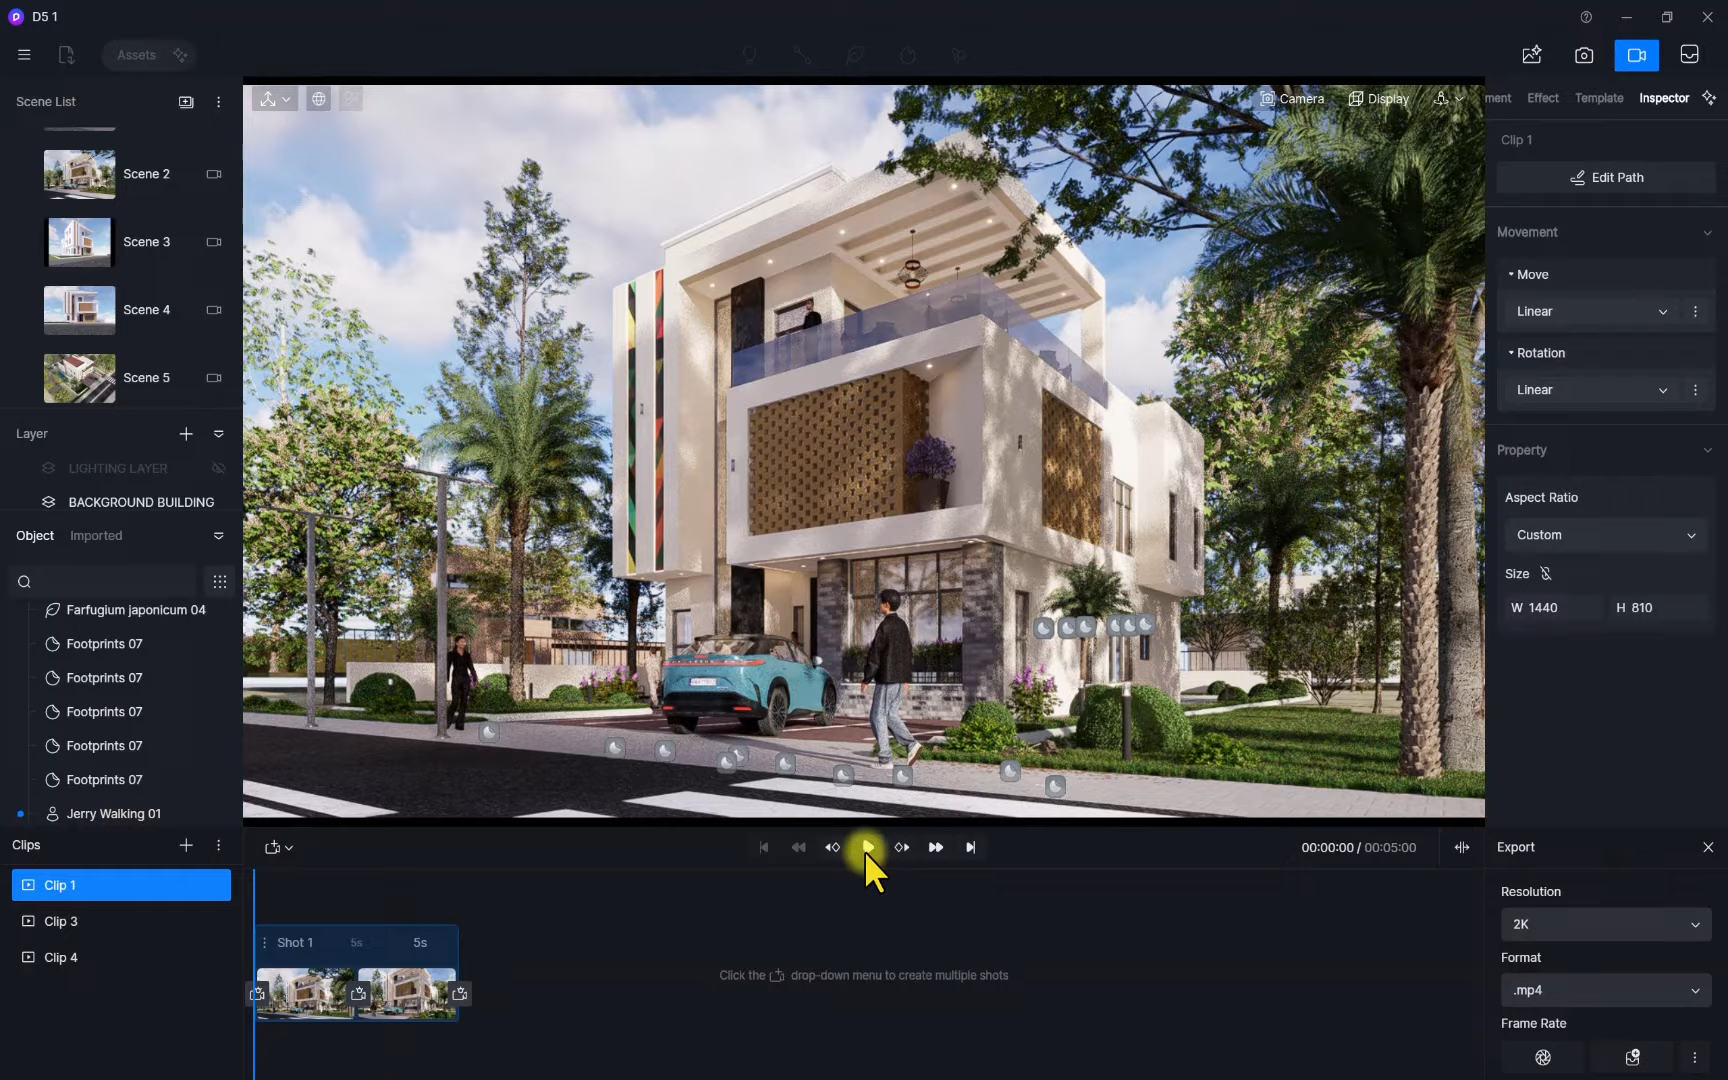 D5 1
Assets
Scene List
Scene 2
Scene 3
Scene 4
Scene 5
Layer
LIGHTING LAYER
BACKGROUND BUILDING
Object Imported
Farfugium japonicum 04
Footprints 07
Footprints 07
Footprints 07
Footprints 07
Footprints 07
Jerry Walking 01
Clips
Clip 1
Clip 3
Clip 4
Camera Display
00:00:00 / 00:05:00
Shot 1 5s 5s
Click the drop-down menu to create multiple shots
ment Effect Template Inspector
Clip 1
Edit Path
Movement
Move
Linear
Rotation
Linear
Property
Aspect Ratio
Custom
Size
W 1440 H 810
Export
Resolution
2K
Format
.mp4
Frame Rate